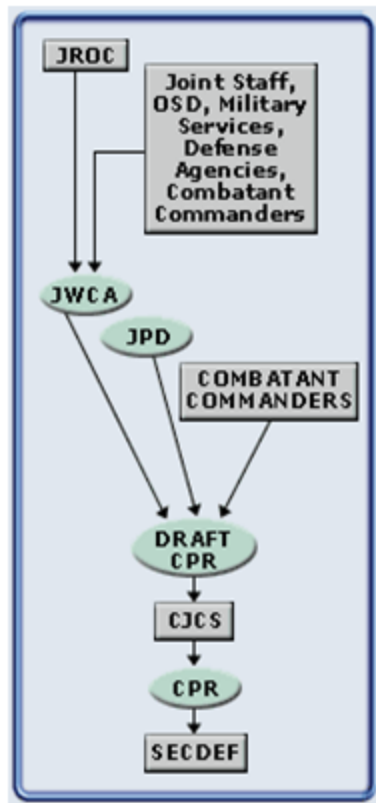 JROC
Joint Staff,
OSD, Military
Services,
Defense
Agencies,
Combatant
Commanders
JWCA
JPD
COMBATANT
COMMANDERS
DRAFT
CPR
CJCS
CPR
SECDEF